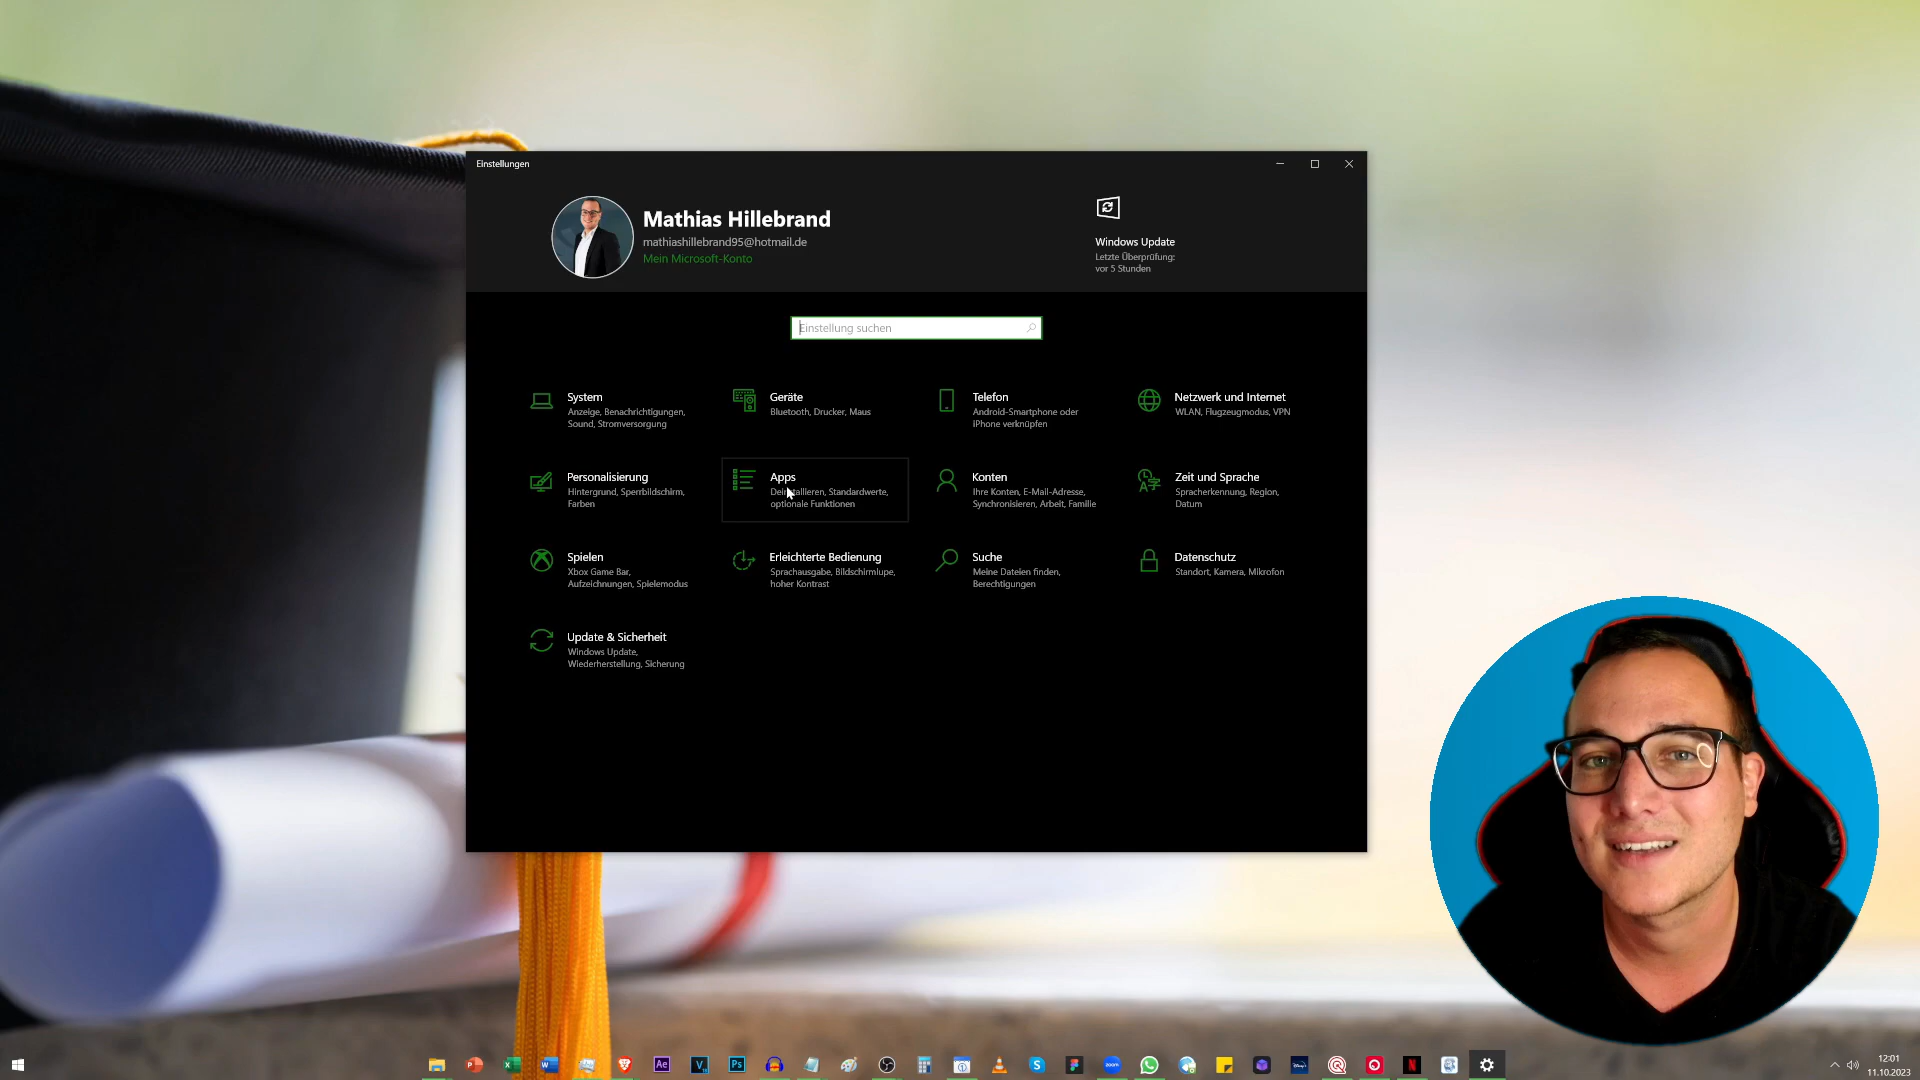 Einstellungen
Mathias Hillebrand
mathiashillebrand95@hotmail.de
Mein Microsoft-Konto
Windows Update
Letzte Überprüfung:
vor 5 Stunden
Einstellung suchen
System
Anzeige, Benachrichtigungen,
Sound, Stromversorgung
Geräte
Bluetooth, Drucker, Maus
Telefon
Android-Smartphone oder
iPhone verknüpfen
Netzwerk und Internet
WLAN, Flugzeugmodus, VPN
Personalisierung
Hintergrund, Sperrbildschirm,
Farben
Apps
Deinstallieren, Standardwerte,
optionale Funktionen
Konten
Ihre Konten, E-Mail-Adresse,
Synchronisieren, Arbeit, Familie
Zeit und Sprache
Spracherkennung, Region,
Datum
Spielen
Xbox Game Bar,
Aufzeichnungen, Spielemodus
Erleichterte Bedienung
Sprachausgabe, Bildschirmlupe,
hoher Kontrast
Suche
Meine Dateien finden,
Berechtigungen
Datenschutz
Standort, Kamera, Mikrofon
Update & Sicherheit
Windows Update,
Wiederherstellung, Sicherung
Ae
Ps
zoom
12:01
11.10.2023